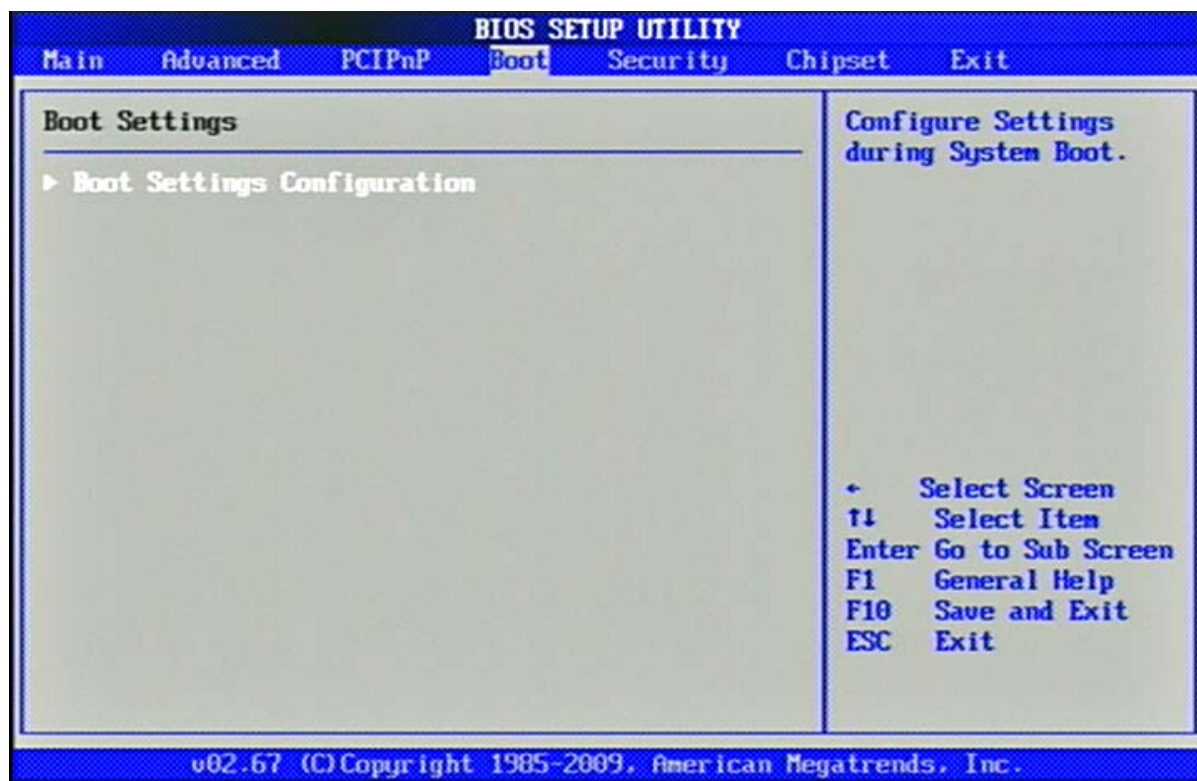 BIOS SETUP UTILITY
Main Advanced PCIPnP Boot Security Chipset Exit
Boot Settings
▶ Boot Settings Configuration
Configure Settings
during System Boot.
← Select Screen
↑↓ Select Item
Enter Go to Sub Screen
F1 General Help
F10 Save and Exit
ESC Exit
v02.67 (C)Copyright 1985-2009, American Megatrends, Inc.